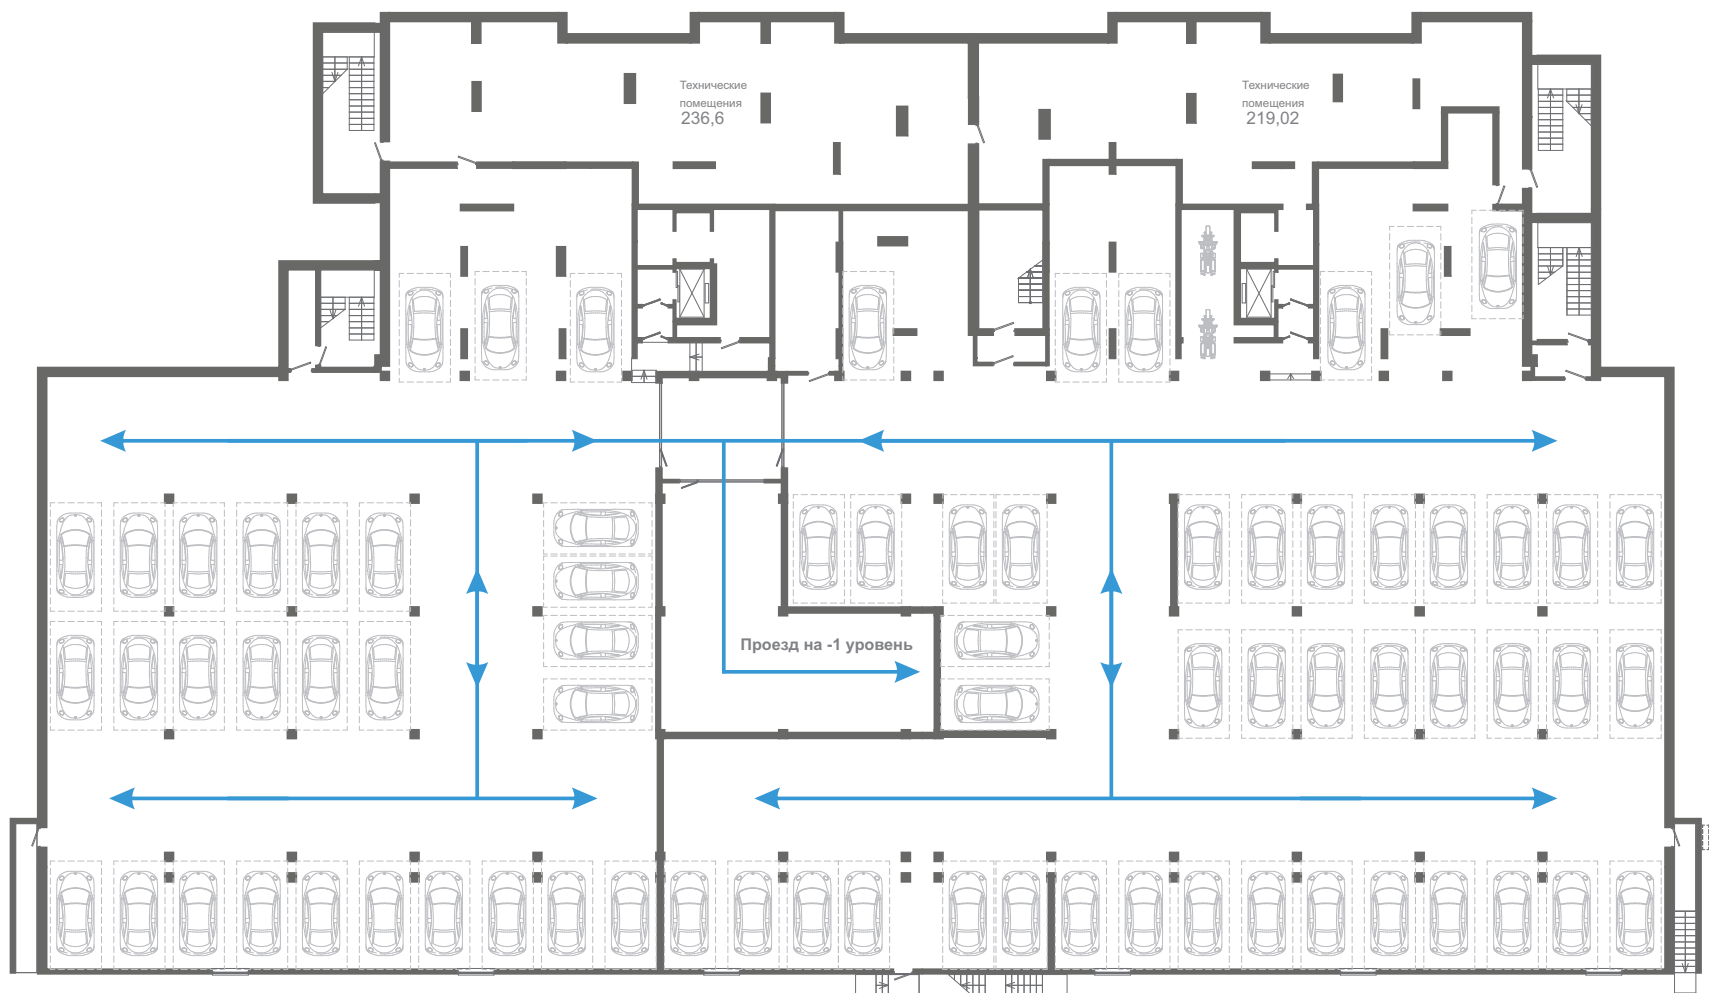 Технические
помещения
236,6
Технические
помещения
219,02
Проезд на -1 уровень